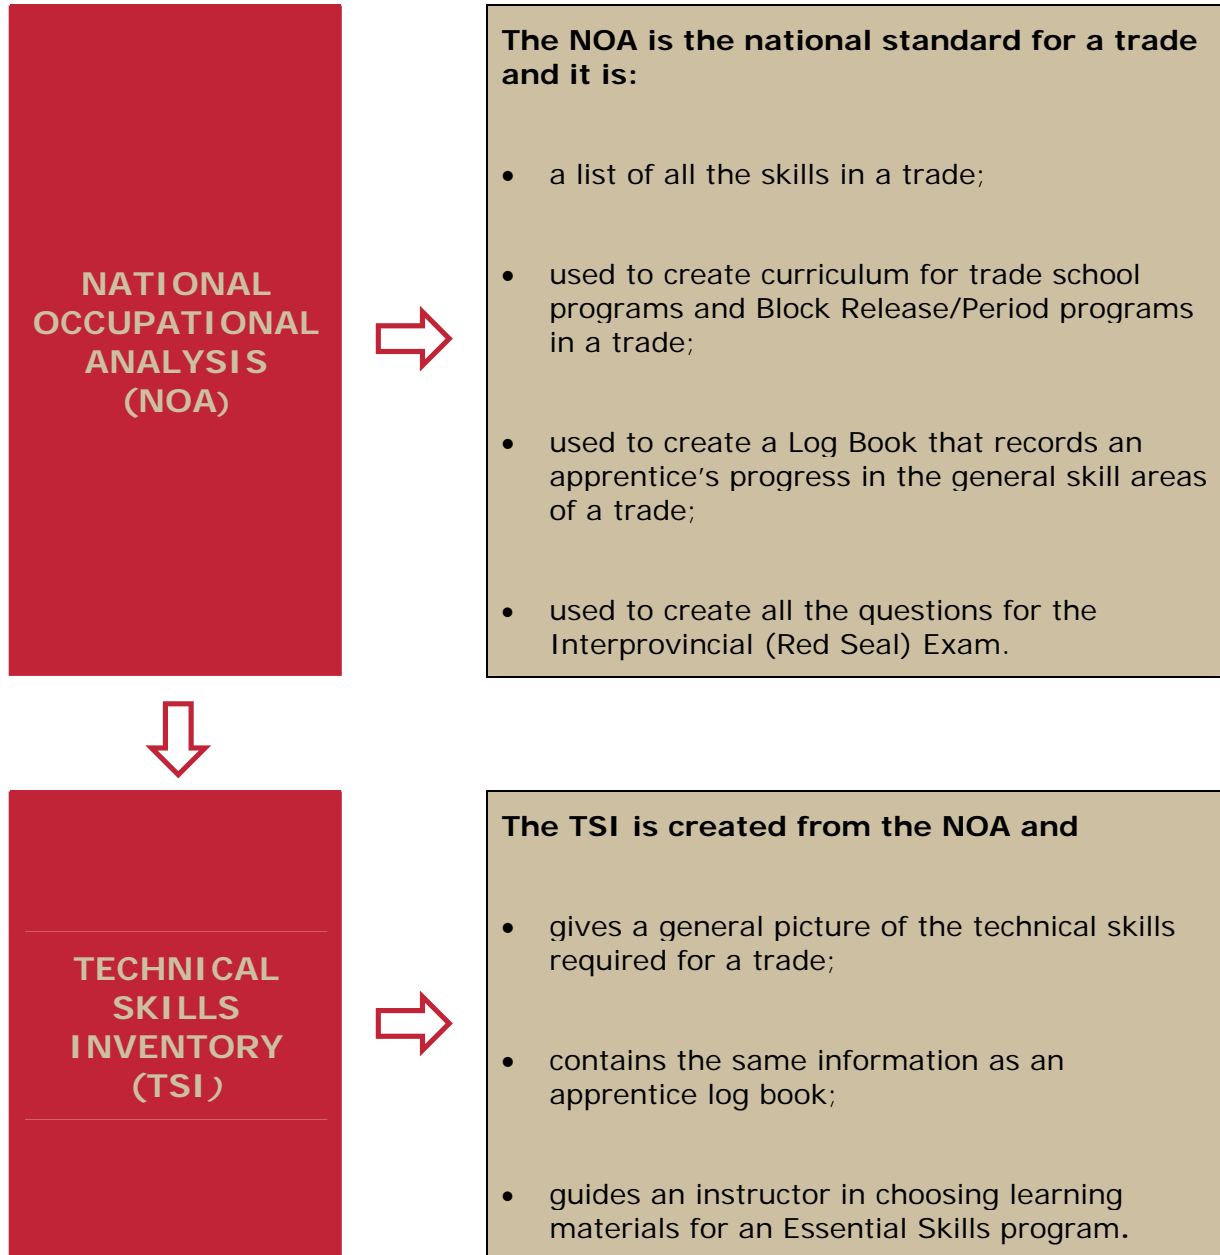 NATIONAL
OCCUPATIONAL
ANALYSIS
(NOA)
The NOA is the national standard for a trade
and it is:
• a list of all the skills in a trade;
• used to create curriculum for trade school
programs and Block Release/Period programs
in a trade;
• used to create a Log Book that records an
apprentice’s progress in the general skill areas
of a trade;
• used to create all the questions for the
Interprovincial (Red Seal) Exam.
TECHNICAL
SKILLS
INVENTORY
(TSI)
The TSI is created from the NOA and
• gives a general picture of the technical skills
required for a trade;
• contains the same information as an
apprentice log book;
• guides an instructor in choosing learning
materials for an Essential Skills program.